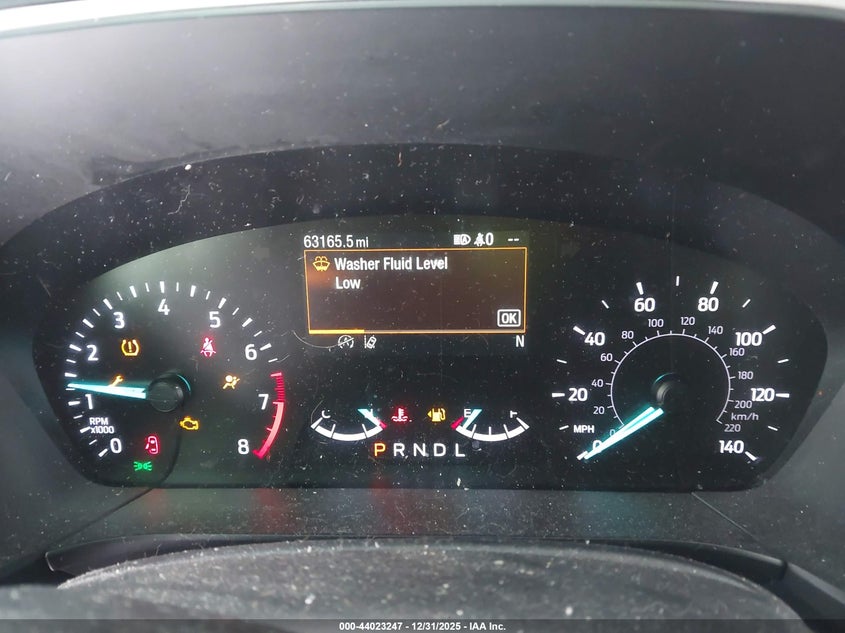 63165.5 mi
0 --
Washer Fluid Level
Low
OK
N
0 1 2 3 4 5 6 7 8
RPM
x1000
C H
E F
PRNDL
0 20 40 60 80 100 120 140
MPH
0 20 40 60 80 100 120 140 160 180 200 220
km/h
000-44023247 - 12/31/2025 - IAA Inc.